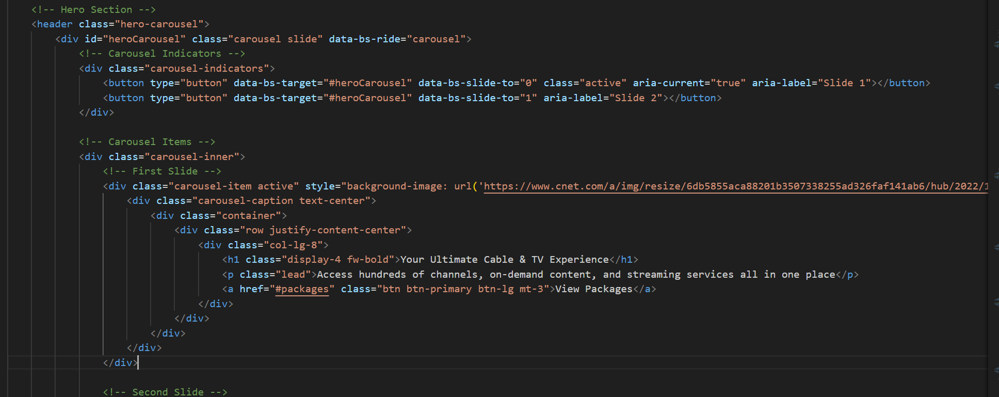 <!-- Hero Section -->
<header class="hero-carousel">
<div id="heroCarousel" class="carousel slide" data-bs-ride="carousel">
<!-- Carousel Indicators -->
<div class="carousel-indicators">
<button type="button" data-bs-target="#heroCarousel" data-bs-slide-to="0" class="active" aria-current="true" aria-label="Slide 1"></button>
<button type="button" data-bs-target="#heroCarousel" data-bs-slide-to="1" aria-label="Slide 2"></button>
</div>
<!-- Carousel Items -->
<div class="carousel-inner">
<!-- First Slide -->
<div class="carousel-item active" style="background-image: url('https://www.cnet.com/a/img/resize/6db5855aca88201b3507338255ad326faf141ab6/hub/2022/1
<div class="carousel-caption text-center">
<div class="container">
<div class="row justify-content-center">
<div class="col-lg-8">
<h1 class="display-4 fw-bold">Your Ultimate Cable & TV Experience</h1>
<p class="lead">Access hundreds of channels, on-demand content, and streaming services all in one place</p>
<a href="#packages" class="btn btn-primary btn-lg mt-3">View Packages</a>
</div>
</div>
</div>
</div>
</div>
<!-- Second Slide -->